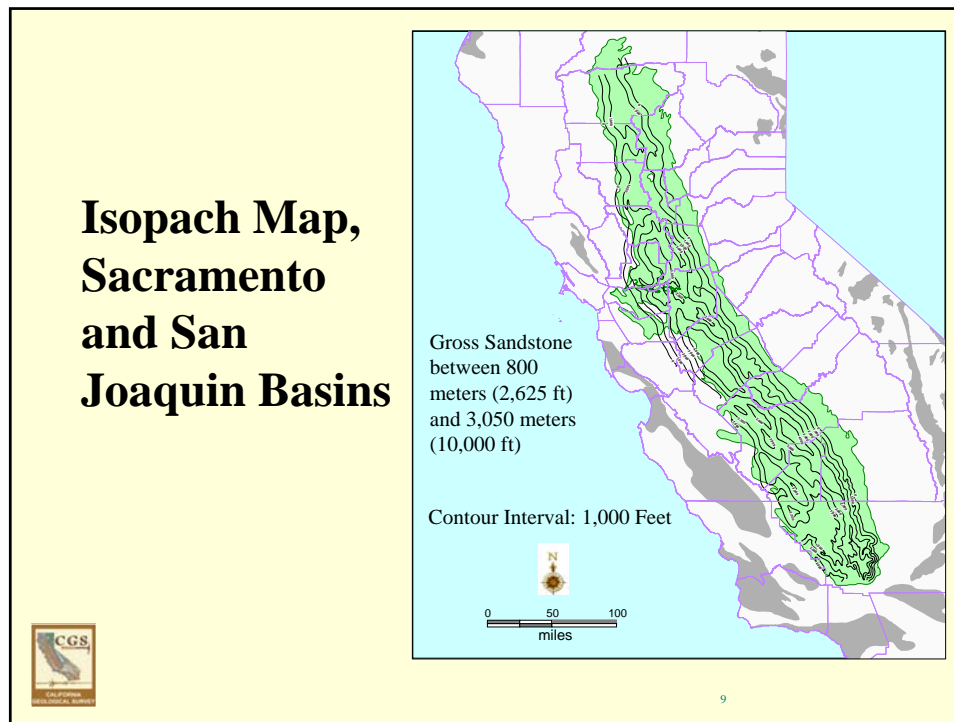 Isopach Map,
Sacramento
and San
Joaquin Basins
Gross Sandstone
between 800
meters (2,625 ft)
and 3,050 meters
(10,000 ft)
Contour Interval: 1,000 Feet
N
0 50 100
miles
CGS
CALIFORNIA
GEOLOGICAL SURVEY
9